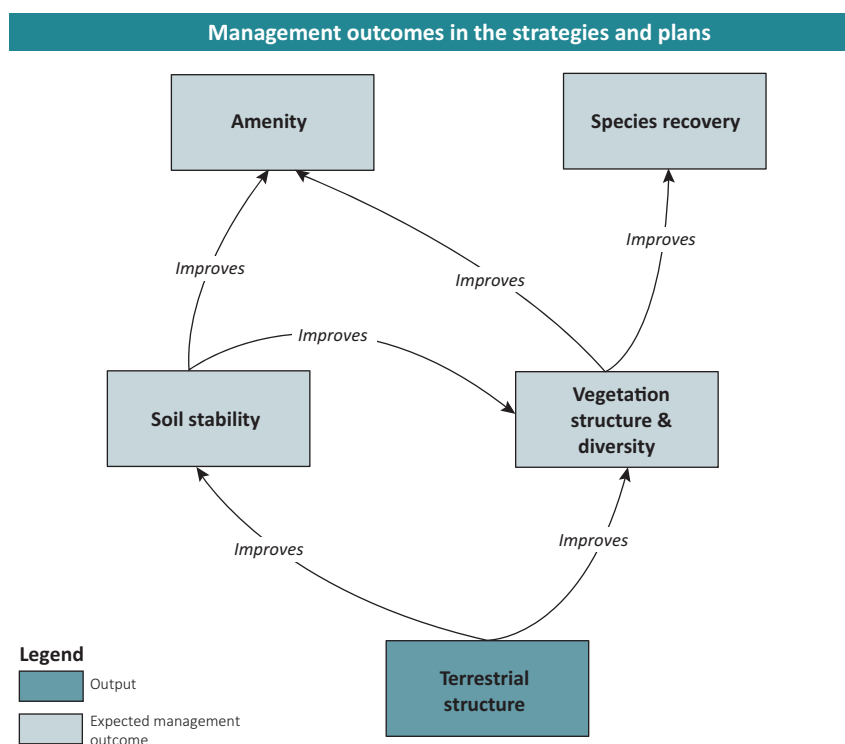 Management outcomes in the strategies and plans
Amenity
Species recovery
Improves
Improves
Improves
Improves
Soil stability
Vegetation
structure &
diversity
Improves
Improves
Terrestrial
structure
Legend
Output
Expected management
outcome